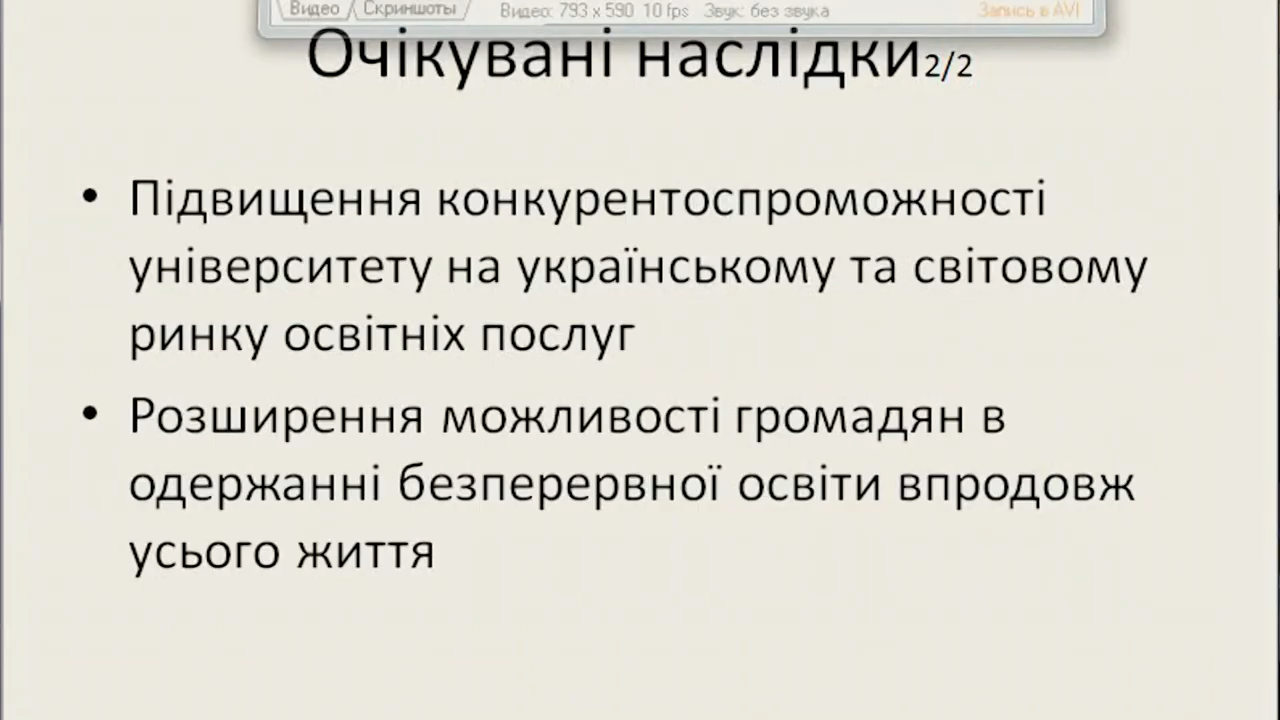 Видео Скриншоты Видео: 793 x 590 10 fps Звук: без звука Запись в AVI
Очікувані наслідки2/2
• Підвищення конкурентоспроможності
університету на українському та світовому
ринку освітніх послуг
• Розширення можливості громадян в
одержанні безперервної освіти впродовж
усього життя